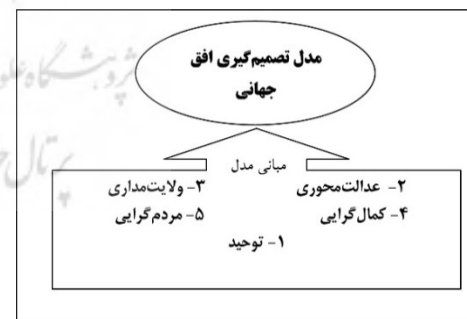 مدل تصمیم‌گیری افق
جهانی
مبانی مدل
۲- عدالت‌محوری ۳- ولایت‌مداری
۴- کمال‌گرایی ۵- مردم‌گرایی
۱- توحید